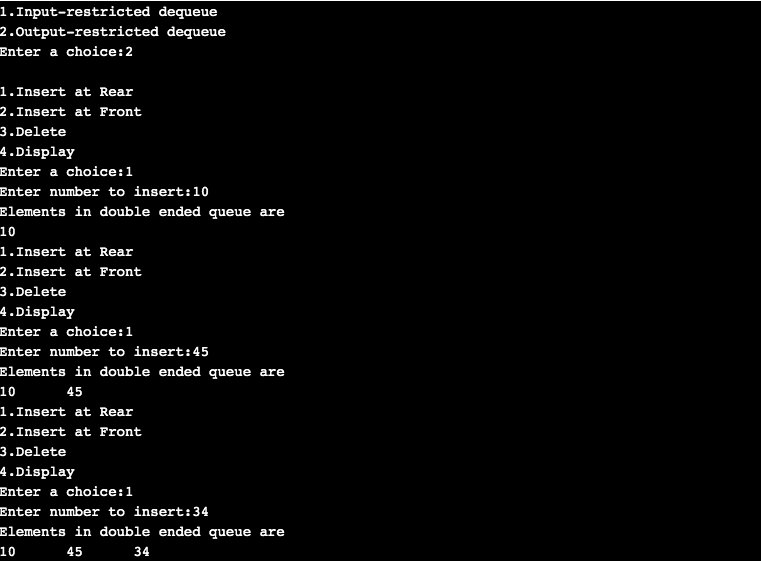 1.Input-restricted dequeue
2.Output-restricted dequeue
Enter a choice:2
1.Insert at Rear
2.Insert at Front
3.Delete
4.Display
Enter a choice:1
Enter number to insert:10
Elements in double ended queue are
10
1.Insert at Rear
2.Insert at Front
3.Delete
4.Display
Enter a choice:1
Enter number to insert:45
Elements in double ended queue are
10      45
1.Insert at Rear
2.Insert at Front
3.Delete
4.Display
Enter a choice:1
Enter number to insert:34
Elements in double ended queue are
10      45      34